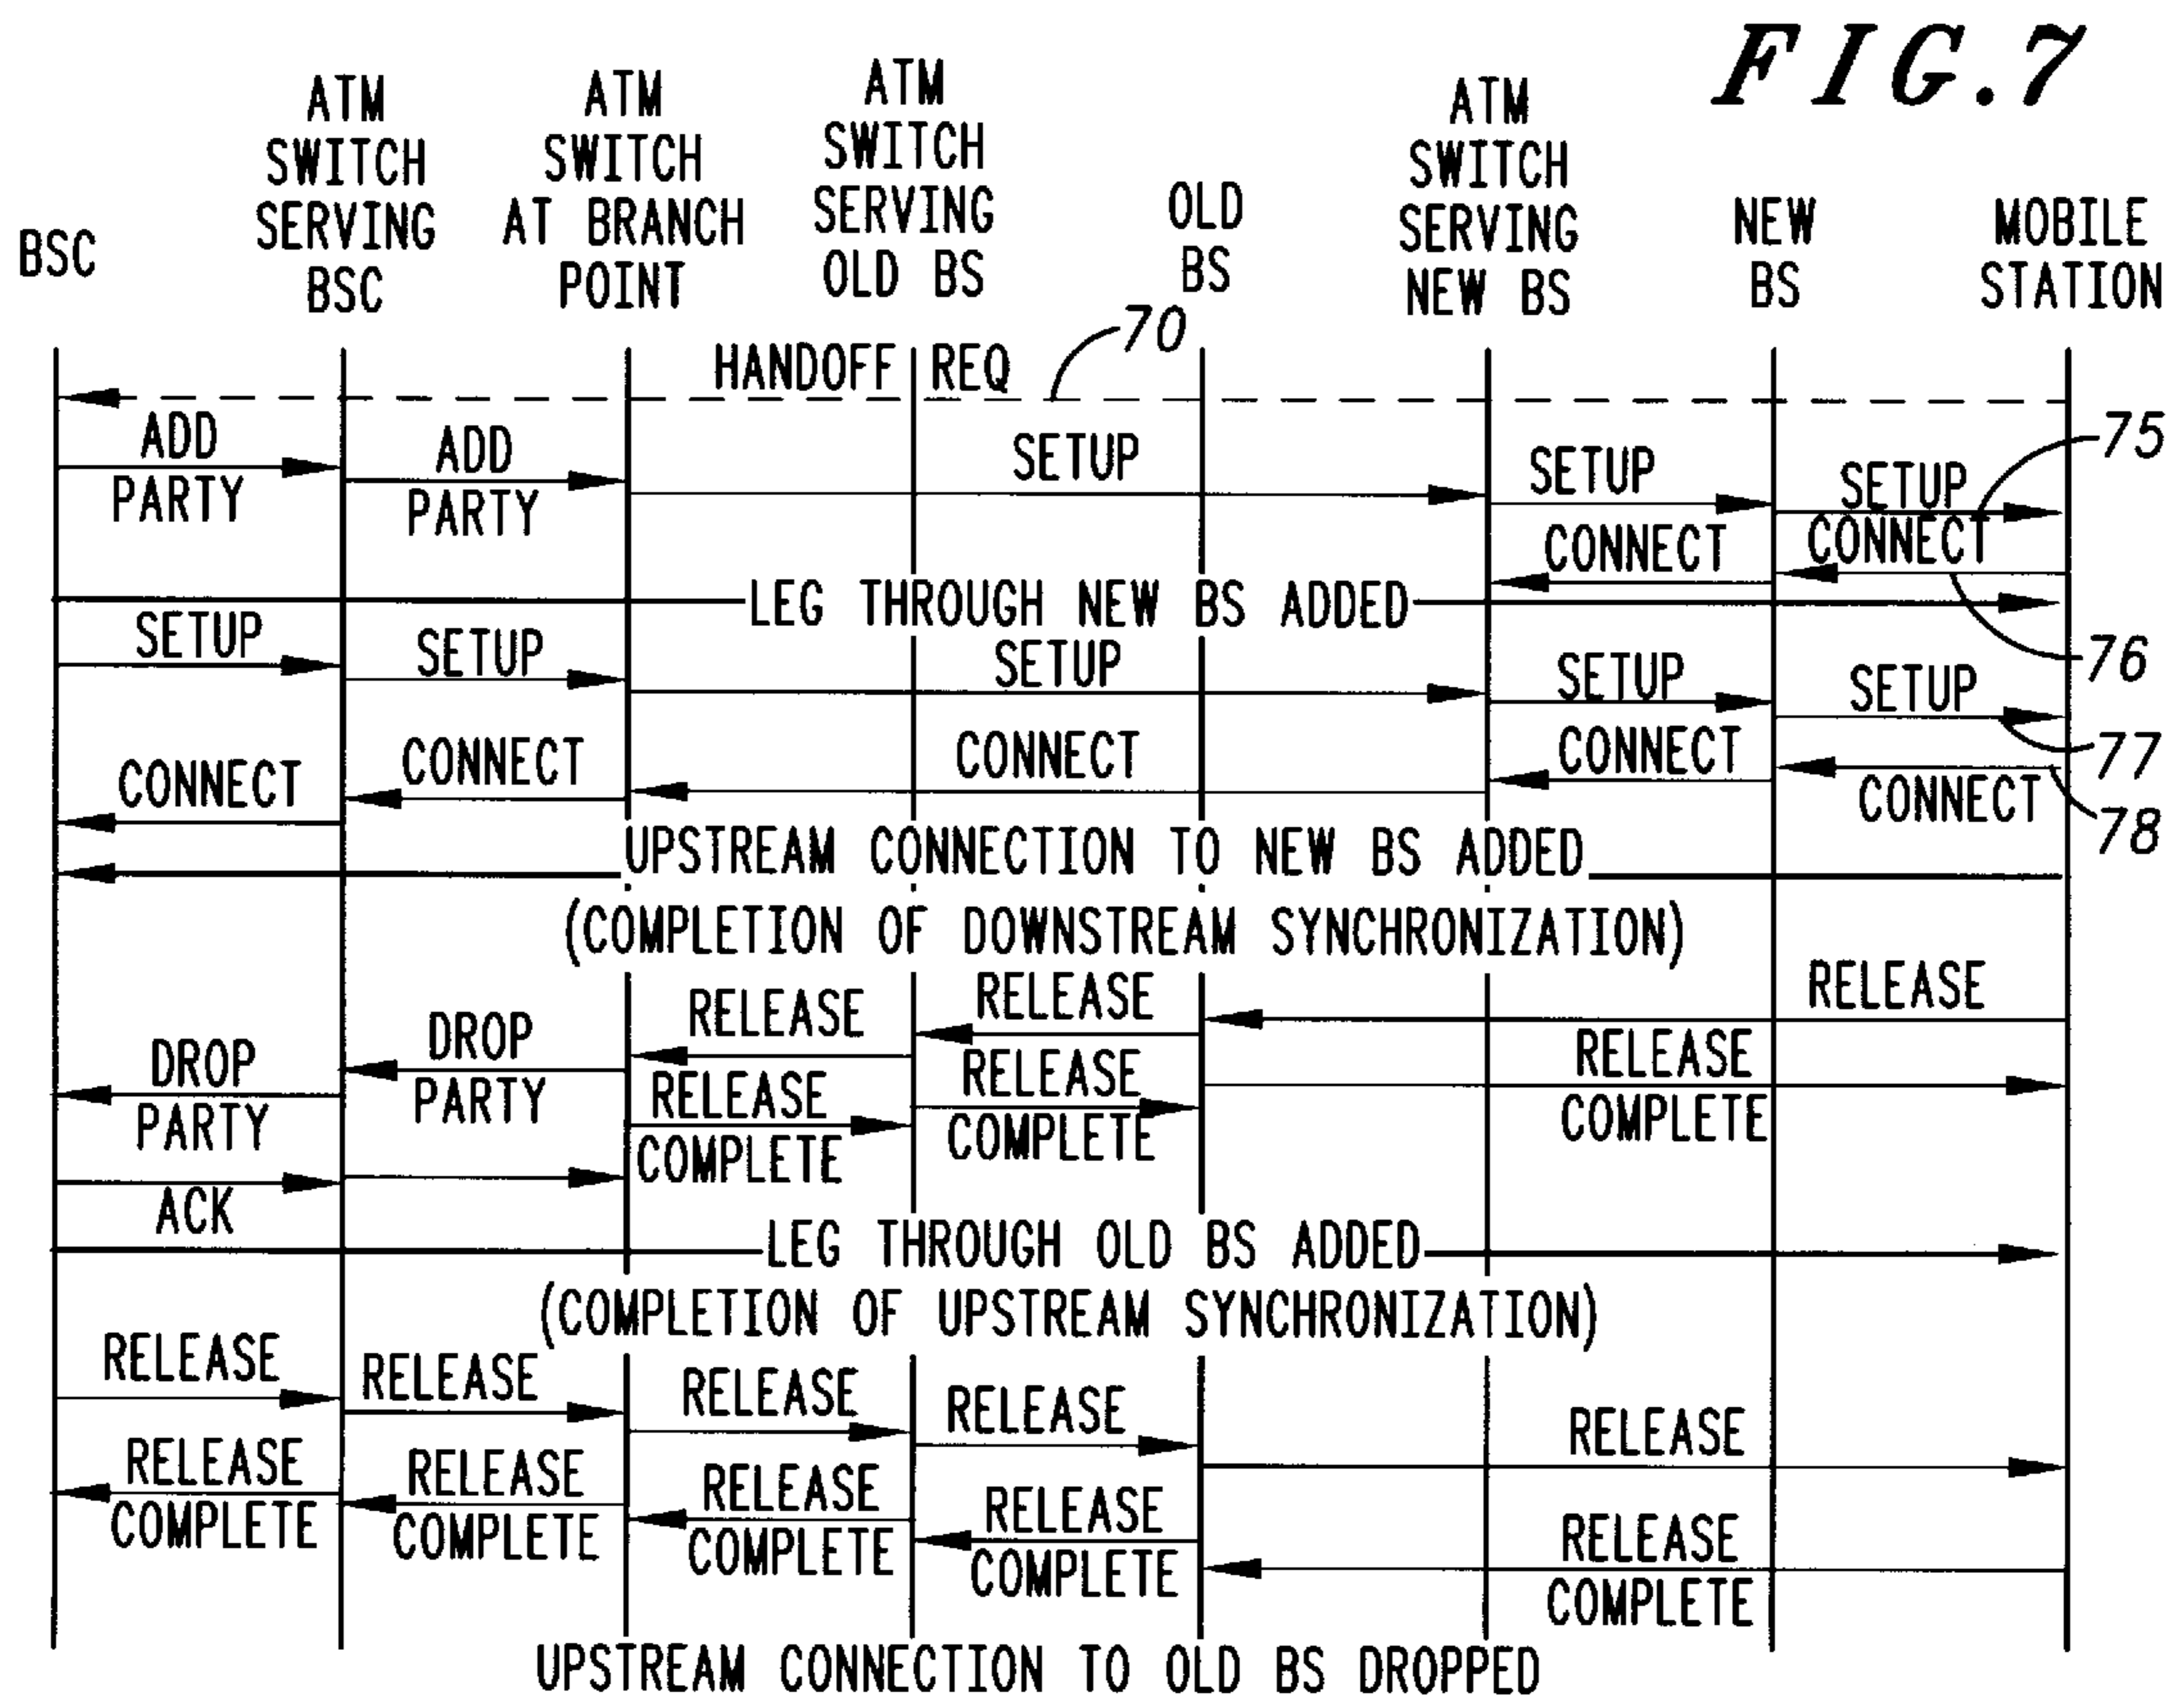 FIG.7
BSC
ATM
SWITCH
SERVING
BSC
ATM
SWITCH
AT BRANCH
POINT
ATM
SWITCH
SERVING
OLD BS
OLD
BS
ATM
SWITCH
SERVING
NEW BS
NEW
BS
MOBILE
STATION
HANDOFF REQ
70
ADD
PARTY
ADD
PARTY
SETUP
SETUP
SETUP
75
CONNECT
CONNECT
LEG THROUGH NEW BS ADDED
76
SETUP
SETUP
SETUP
SETUP
SETUP
77
CONNECT
CONNECT
CONNECT
CONNECT
CONNECT
78
UPSTREAM CONNECTION TO NEW BS ADDED
(COMPLETION OF DOWNSTREAM SYNCHRONIZATION)
RELEASE
RELEASE
RELEASE
DROP
PARTY
DROP
PARTY
RELEASE
COMPLETE
RELEASE
COMPLETE
RELEASE
COMPLETE
ACK
LEG THROUGH OLD BS ADDED
(COMPLETION OF UPSTREAM SYNCHRONIZATION)
RELEASE
RELEASE
RELEASE
RELEASE
RELEASE
RELEASE
COMPLETE
RELEASE
COMPLETE
RELEASE
COMPLETE
RELEASE
COMPLETE
RELEASE
COMPLETE
UPSTREAM CONNECTION TO OLD BS DROPPED